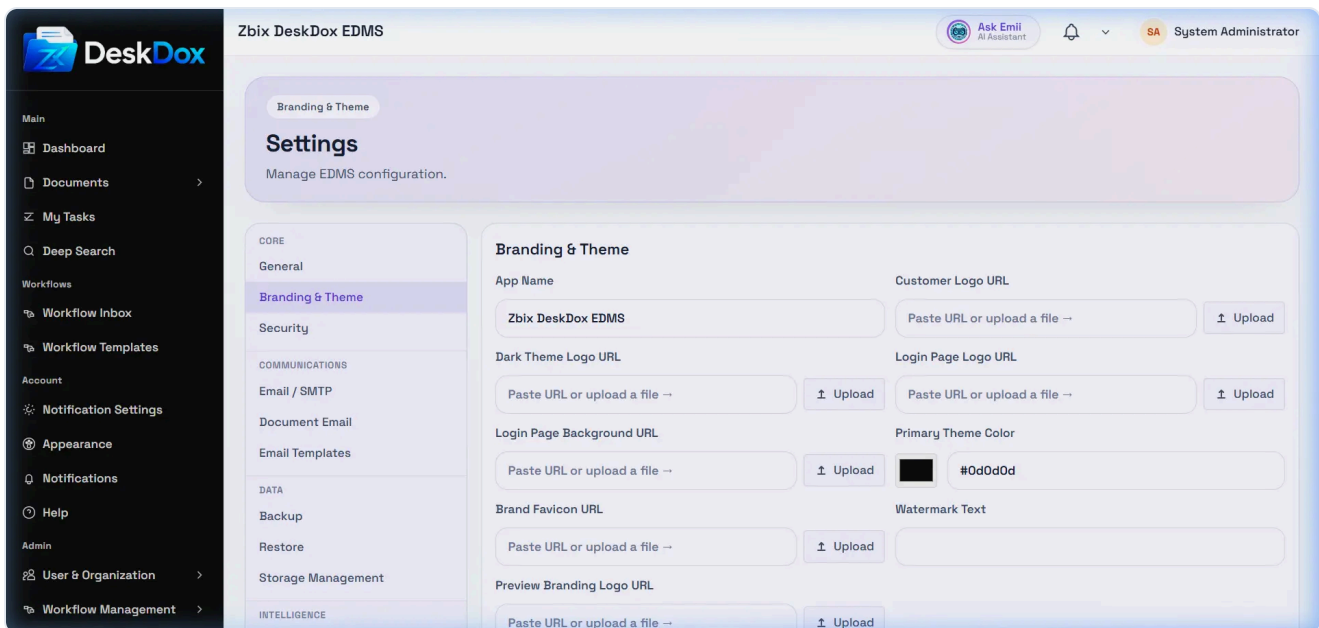 DeskDox
Main
Dashboard
Documents
My Tasks
Deep Search
Workflows
Workflow Inbox
Workflow Templates
Account
Notification Settings
Appearance
Notifications
Help
Admin
User & Organization
Workflow Management
Zbix DeskDox EDMS
Ask Emii
AI Assistant
SA
System Administrator
Branding & Theme
Settings
Manage EDMS configuration.
CORE
General
Branding & Theme
Security
COMMUNICATIONS
Email / SMTP
Document Email
Email Templates
DATA
Backup
Restore
Storage Management
INTELLIGENCE
Branding & Theme
App Name
Zbix DeskDox EDMS
Customer Logo URL
Paste URL or upload a file →
Upload
Dark Theme Logo URL
Paste URL or upload a file →
Upload
Login Page Logo URL
Paste URL or upload a file →
Upload
Login Page Background URL
Paste URL or upload a file →
Upload
Primary Theme Color
#0d0d0d
Brand Favicon URL
Paste URL or upload a file →
Upload
Watermark Text
Preview Branding Logo URL
Paste URL or upload a file →
Upload